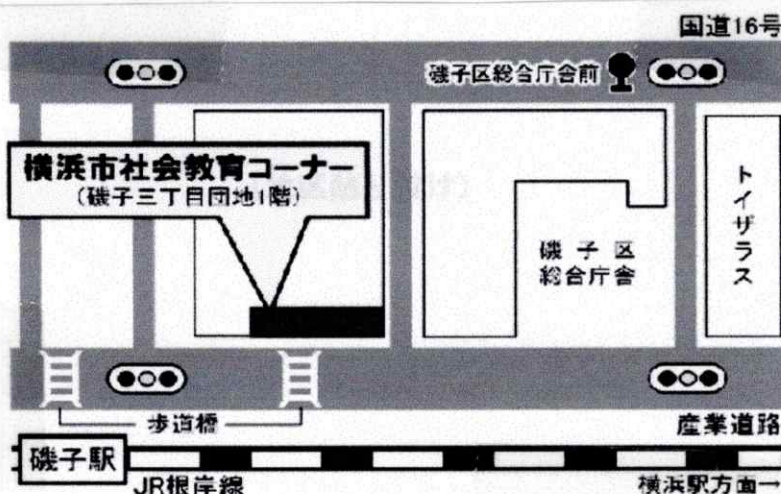 国道16号
磯子区総合庁舎前
横浜市社会教育コーナー
(磯子三丁目団地1階)
磯子区
総合庁舎
トイザラス
歩道橋
産業道路
磯子駅
JR根岸線
横浜駅方面